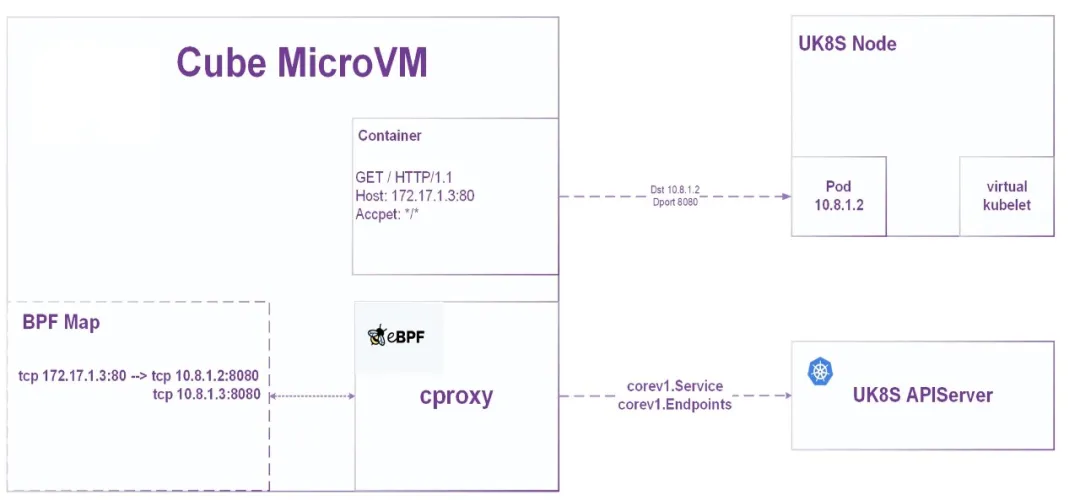 Cube MicroVM
Container
GET / HTTP/1.1
Host: 172.17.1.3:80
Accpet: */*
Dst 10.8.1.2
Dport 8080
UK8S Node
Pod
10.8.1.2
virtual
kubelet
BPF Map
tcp 172.17.1.3:80 --> tcp 10.8.1.2:8080
tcp 10.8.1.3:8080
eBPF
cproxy
corev1.Service
corev1.Endpoints
UK8S APIServer